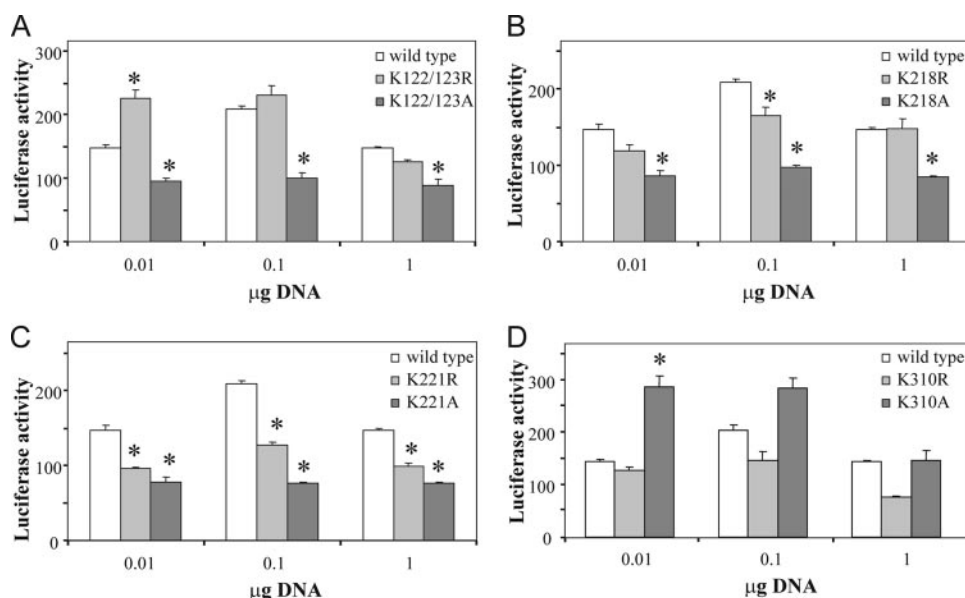 A
300
200
100
0
Luciferase activity
wild type
K122/123R
K122/123A
*
*
*
*
0.01
0.1
1
µg DNA
B
200
100
0
Luciferase activity
wild type
K218R
K218A
*
*
*
*
0.01
0.1
1
µg DNA
C
200
100
0
Luciferase activity
wild type
K221R
K221A
*
*
*
*
*
*
0.01
0.1
1
µg DNA
D
300
200
100
0
Luciferase activity
wild type
K310R
K310A
*
0.01
0.1
1
µg DNA